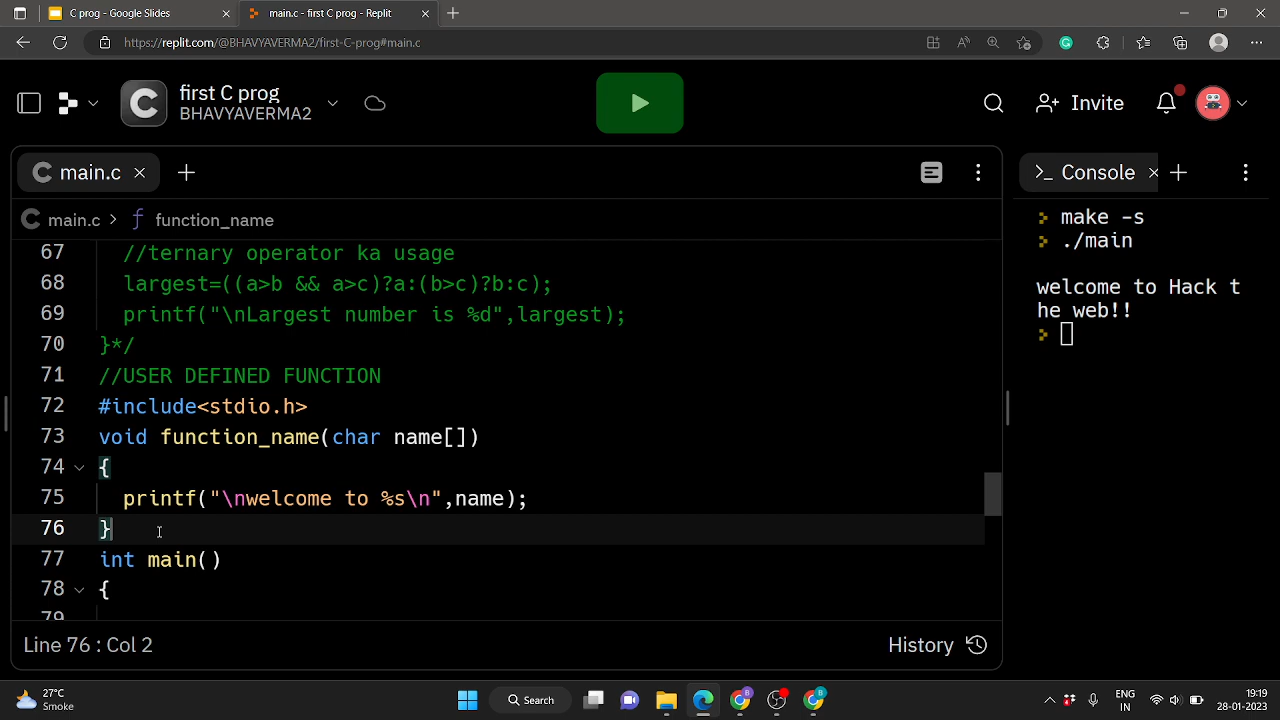 C prog - Google Slides
main.c - first C prog - Replit
https://replit.com/@BHAVYAVERMA2/first-C-prog#main.c
first C prog
BHAVYAVERMA2
Invite
main.c
Console
main.c > function_name
67 //ternary operator ka usage
68 largest=((a>b && a>c)?a:(b>c)?b:c);
69 printf("\nLargest number is %d",largest);
70 }*/
71 //USER DEFINED FUNCTION
72 #include<stdio.h>
73 void function_name(char name[])
74 {
75 printf("\nwelcome to %s\n",name);
76 }
77 int main()
78 {
79
make -s
./main
welcome to Hack t
he web!!
Line 76 : Col 2
History
27°C
Smoke
Search
ENG
IN
19:19
28-01-2023